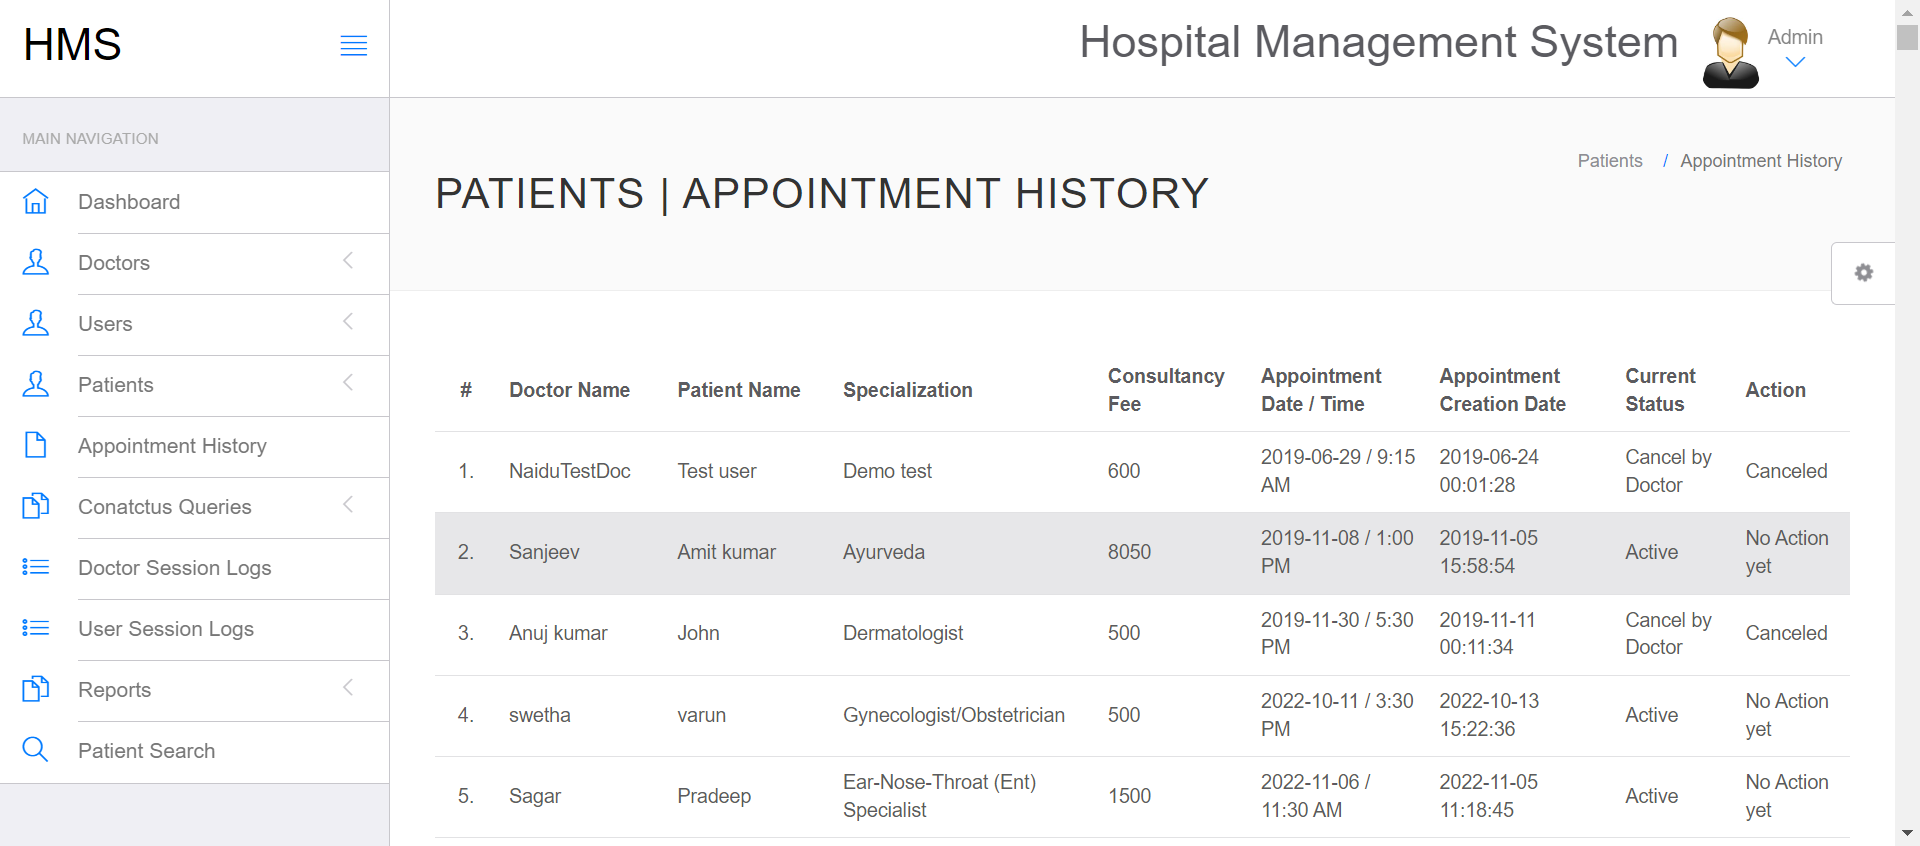 HMS
Hospital Management System
Admin
MAIN NAVIGATION
Dashboard
Doctors
Users
Patients
Appointment History
Conatctus Queries
Doctor Session Logs
User Session Logs
Reports
Patient Search
PATIENTS | APPOINTMENT HISTORY
Patients / Appointment History
# Doctor Name Patient Name Specialization Consultancy Fee Appointment Date / Time Appointment Creation Date Current Status Action
1. NaiduTestDoc Test user Demo test 600 2019-06-29 / 9:15 AM 2019-06-24 00:01:28 Cancel by Doctor Canceled
2. Sanjeev Amit kumar Ayurveda 8050 2019-11-08 / 1:00 PM 2019-11-05 15:58:54 Active No Action yet
3. Anuj kumar John Dermatologist 500 2019-11-30 / 5:30 PM 2019-11-11 00:11:34 Cancel by Doctor Canceled
4. swetha varun Gynecologist/Obstetrician 500 2022-10-11 / 3:30 PM 2022-10-13 15:22:36 Active No Action yet
5. Sagar Pradeep Ear-Nose-Throat (Ent) Specialist 1500 2022-11-06 / 11:30 AM 2022-11-05 11:18:45 Active No Action yet